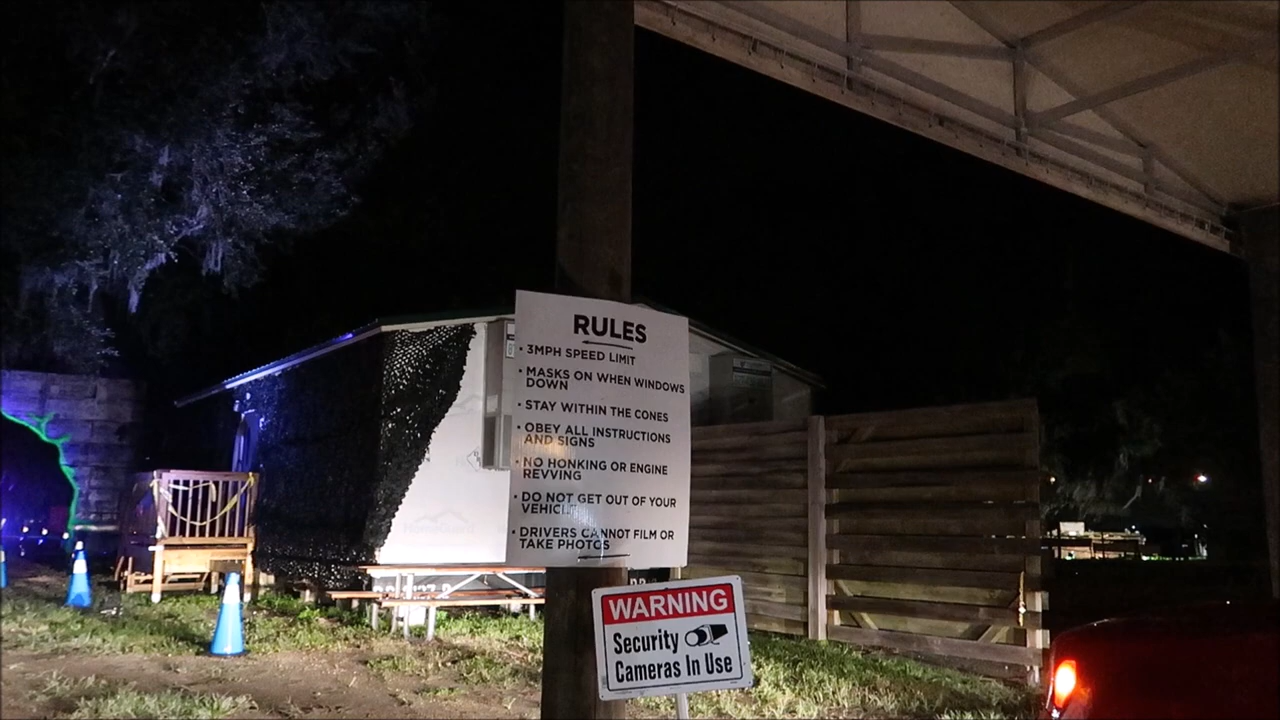 RULES
• 3MPH SPEED LIMIT
• MASKS ON WHEN WINDOWS
DOWN
• STAY WITHIN THE CONES
• OBEY ALL INSTRUCTIONS
AND SIGNS
• NO HONKING OR ENGINE
REVVING
• DO NOT GET OUT OF YOUR
VEHICLE
• DRIVERS CANNOT FILM OR
TAKE PHOTOS
WARNING
Security
Cameras In Use